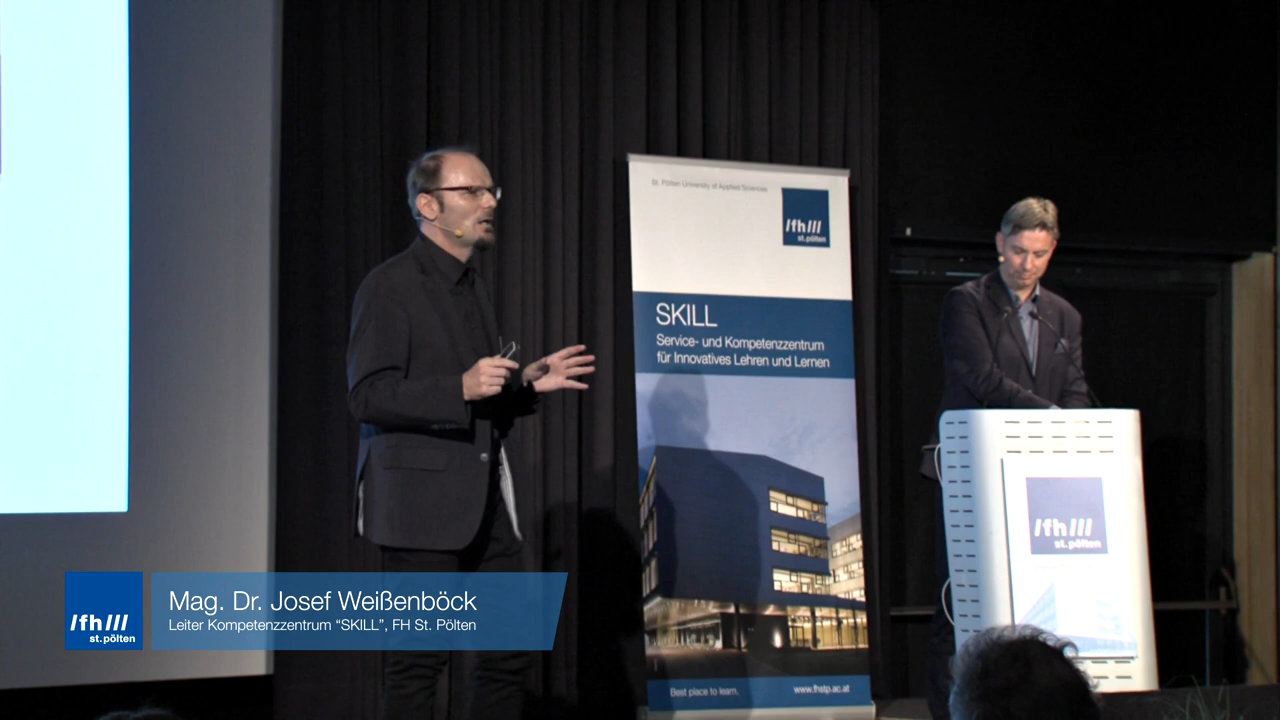 St. Pölten University of Applied Sciences
/fh///
st.pölten
SKILL
Service- und Kompetenzzentrum
für Innovatives Lehren und Lernen
Best place to learn.
www.fhstp.ac.at
/fh///
st.pölten
/fh///
st.pölten
Mag. Dr. Josef Weißenböck
Leiter Kompetenzzentrum “SKILL”, FH St. Pölten